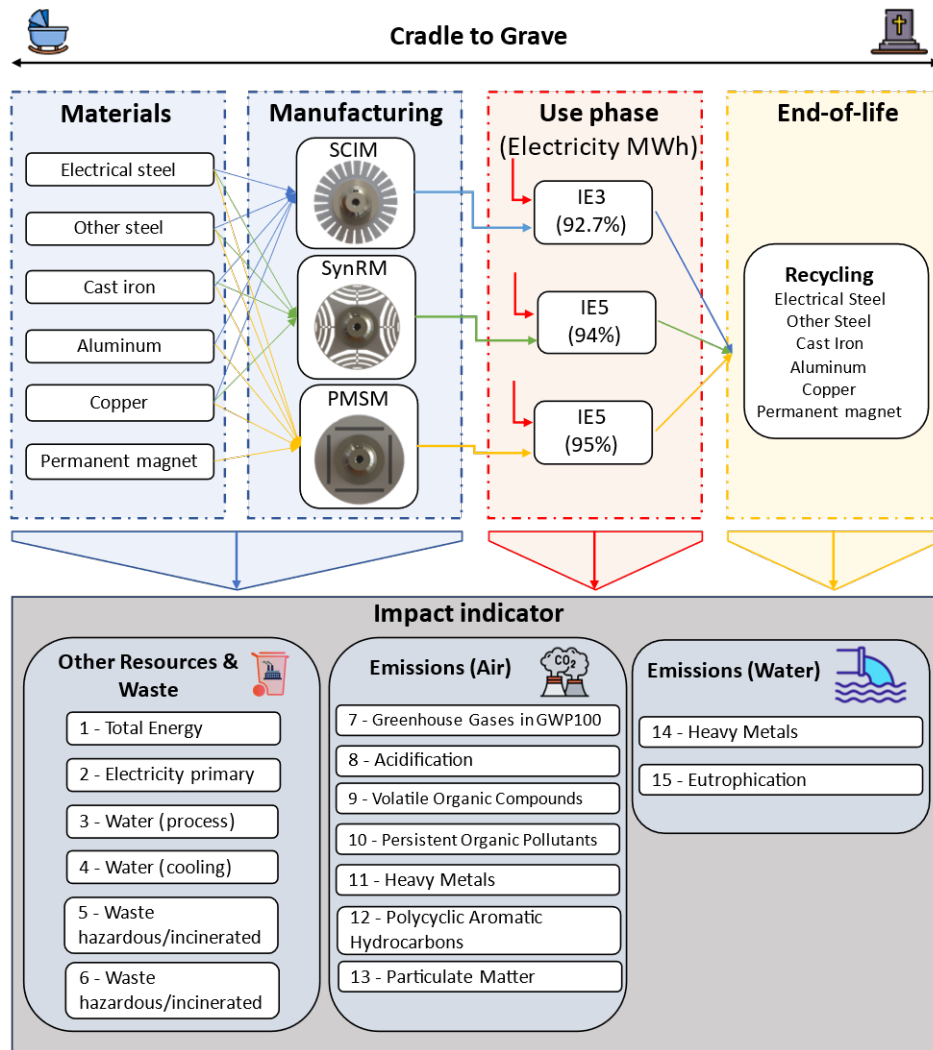 Cradle to Grave
Materials
Electrical steel
Other steel
Cast iron
Aluminum
Copper
Permanent magnet
Manufacturing
SCIM
SynRM
PMSM
Use phase
(Electricity MWh)
IE3
(92.7%)
IE5
(94%)
IE5
(95%)
End-of-life
Recycling
Electrical Steel
Other Steel
Cast Iron
Aluminum
Copper
Permanent magnet
Impact indicator
Other Resources &
Waste
1 - Total Energy
2 - Electricity primary
3 - Water (process)
4 - Water (cooling)
5 - Waste
hazardous/incinerated
6 - Waste
hazardous/incinerated
Emissions (Air)
CO2
7 - Greenhouse Gases in GWP100
8 - Acidification
9 - Volatile Organic Compounds
10 - Persistent Organic Pollutants
11 - Heavy Metals
12 - Polycyclic Aromatic
Hydrocarbons
13 - Particulate Matter
Emissions (Water)
14 - Heavy Metals
15 - Eutrophication